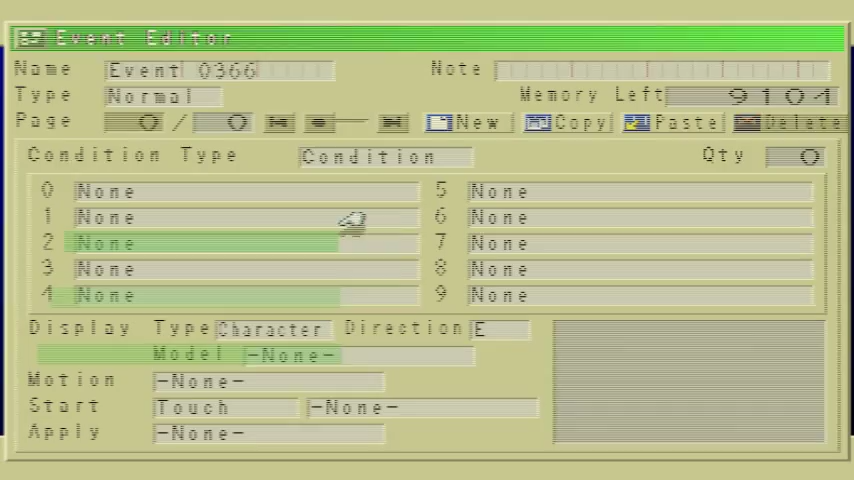 Event Editor
Name Event 0366 Note
Type Normal Memory Left 9104
Page 0 / 0 New Copy Paste Delete
Condition Type Condition Qty 0
0 None 5 None
1 None 6 None
2 None 7 None
3 None 8 None
4 None 9 None
Display Type Character Direction E
Model -None-
Motion -None-
Start Touch -None-
Apply -None-